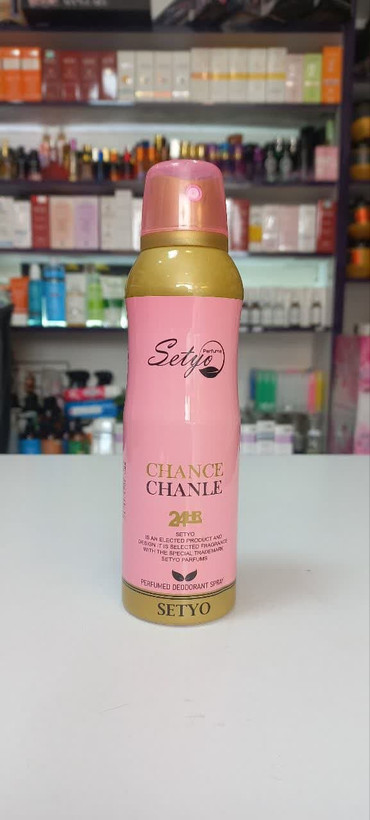 Setyo
Perfume
CHANCE
CHANLE
24HR
SETYO
IS AN ELECTED PRODUCT AND
DESIGN IT IS SELECTED FRAGRANCE
WITH THE SPECIAL TRADEMARK
SETYO PARFUMS
PERFUMED DEODORANT SPRAY
SETYO